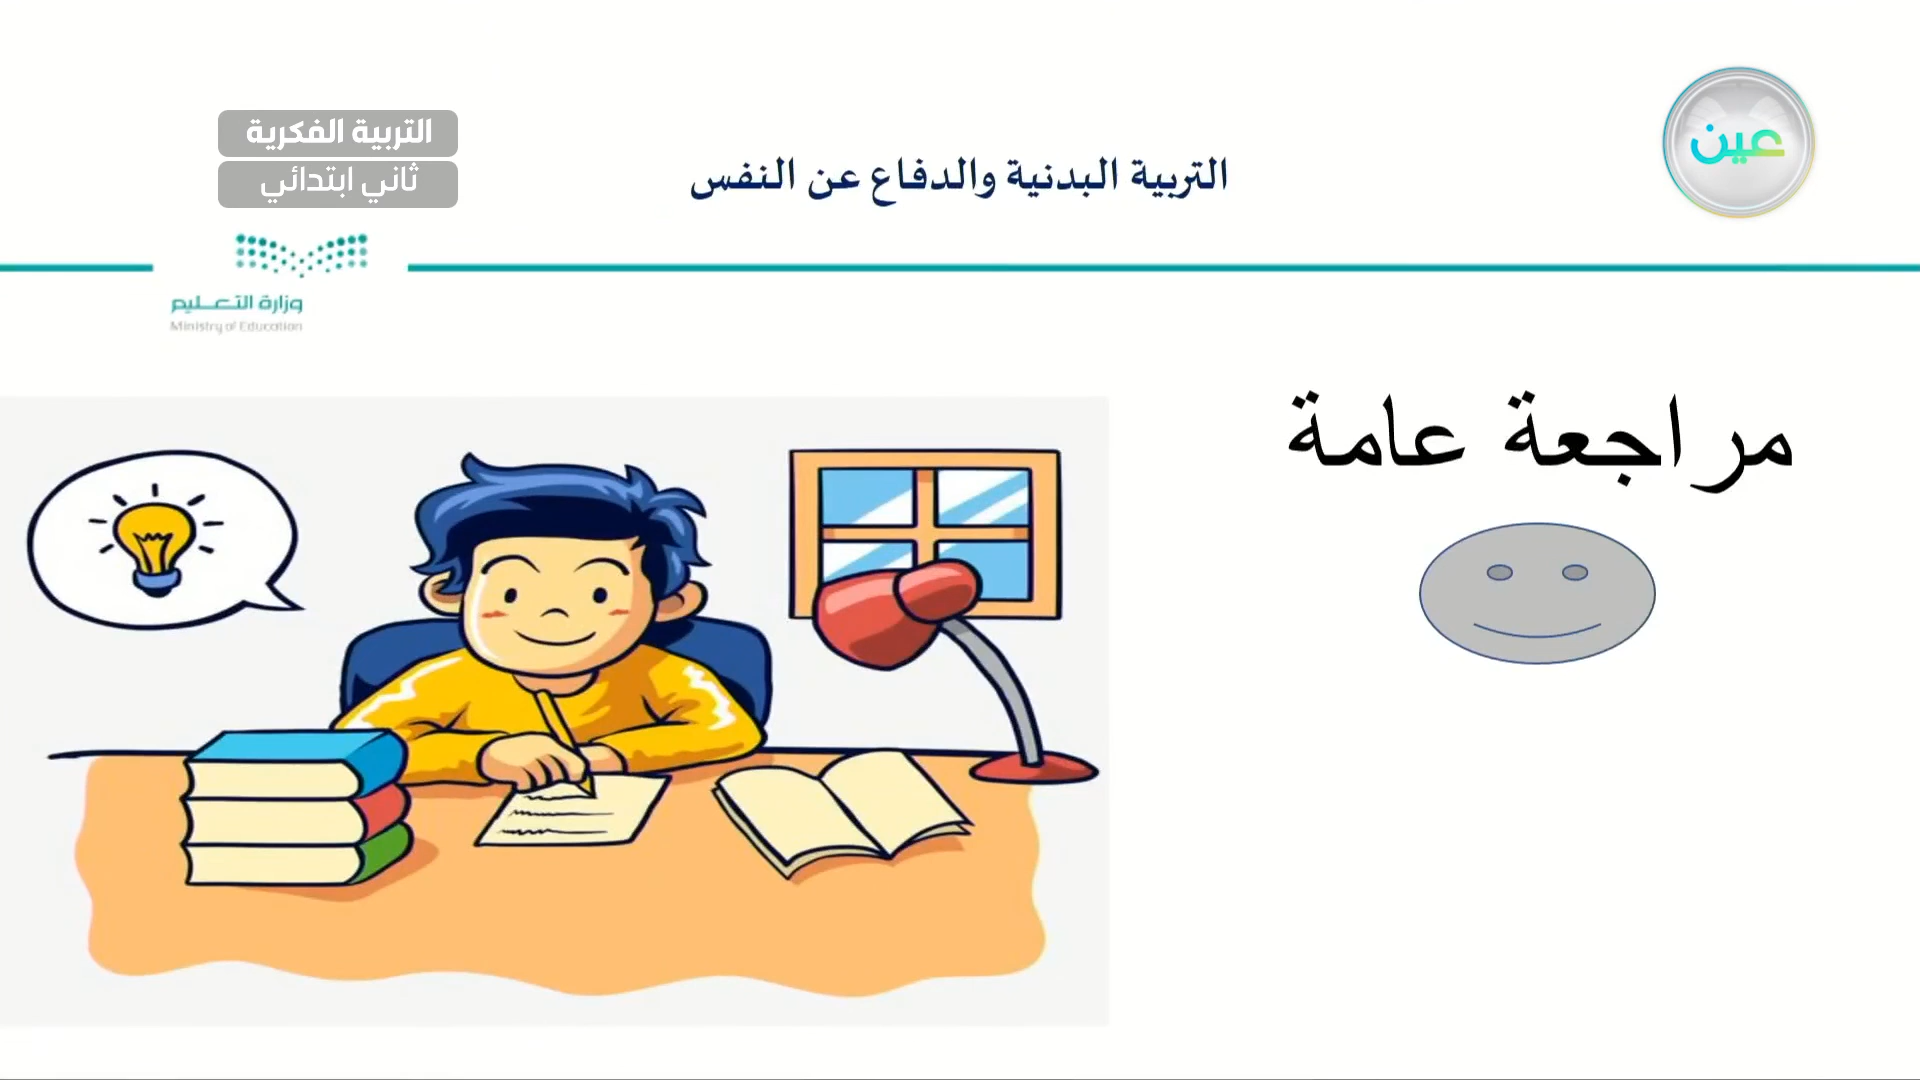 عين
التربية الفكرية
ثاني ابتدائي
التربية البدنية والدفاع عن النفس
وزارة التعليم
Ministry of Education
مراجعة عامة